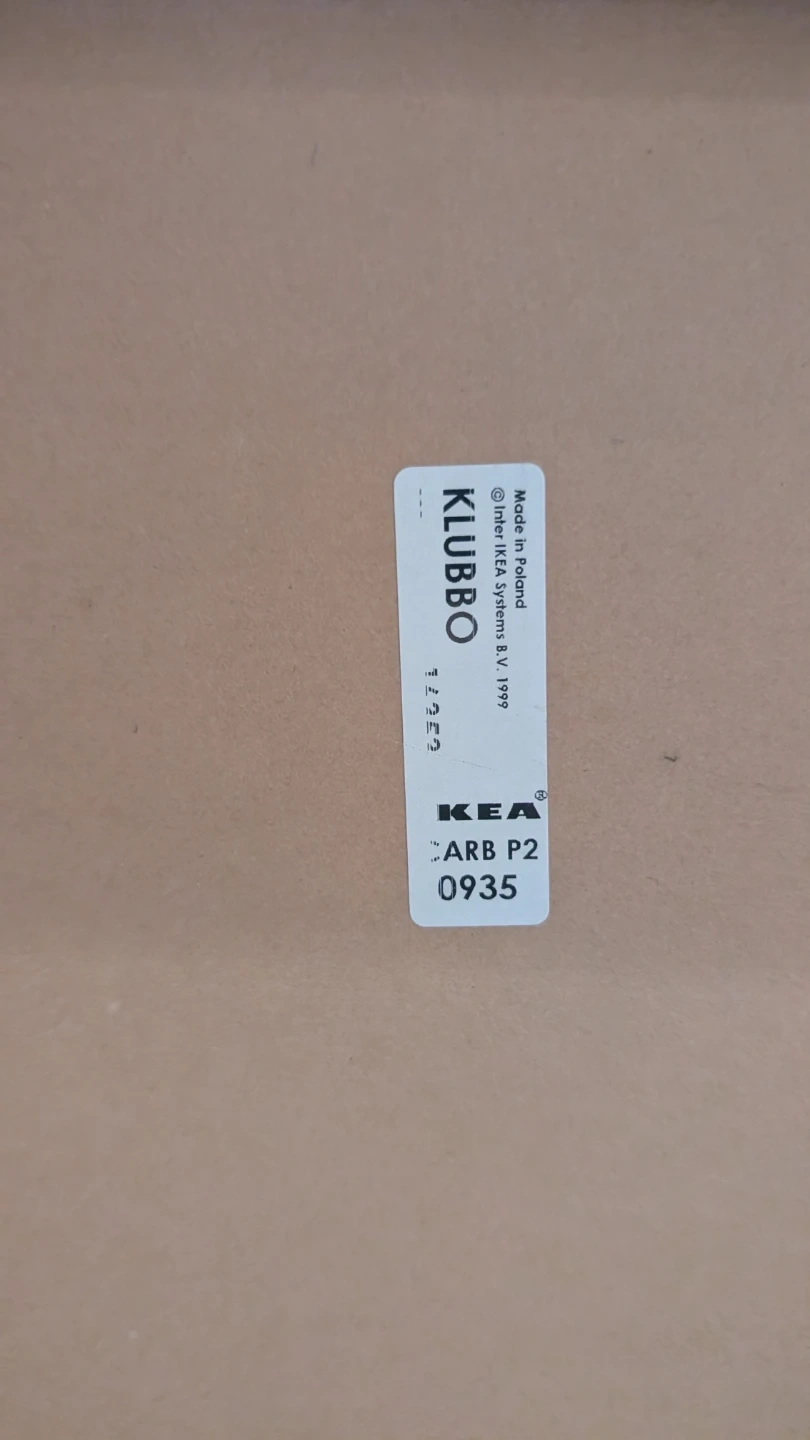 Made in Poland
© Inter IKEA Systems B.V. 1999
KLUBBO
KEA®
ARB P2
0935